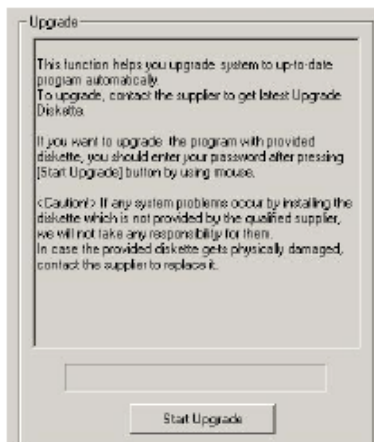 Upgrade
This function helps you upgrade system to up-to-date
program automatically.
To upgrade, contact the supplier to get latest Upgrade
Diskette.
If you want to upgrade the program with provided
diskette, you should enter your password after pressing
[Start Upgrade] button by using mouse.
<Caution!> If any system problems occur by installing the
diskette which is not provided by the qualified supplier,
we will not take any responsibility for them.
In case the provided diskette gets physically damaged,
contact the supplier to replace it.
Start Upgrade